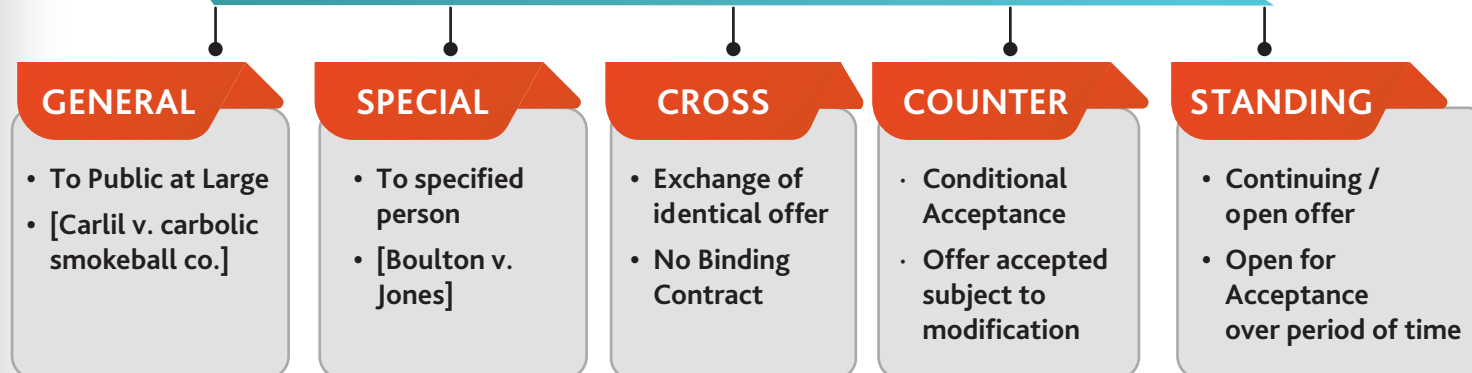 GENERAL
• To Public at Large
• [Carlil v. carbolic
smokeball co.]
SPECIAL
• To specified
person
• [Boulton v.
Jones]
CROSS
• Exchange of
identical offer
• No Binding
Contract
COUNTER
· Conditional
Acceptance
· Offer accepted
subject to
modification
STANDING
• Continuing /
open offer
• Open for
Acceptance
over period of time